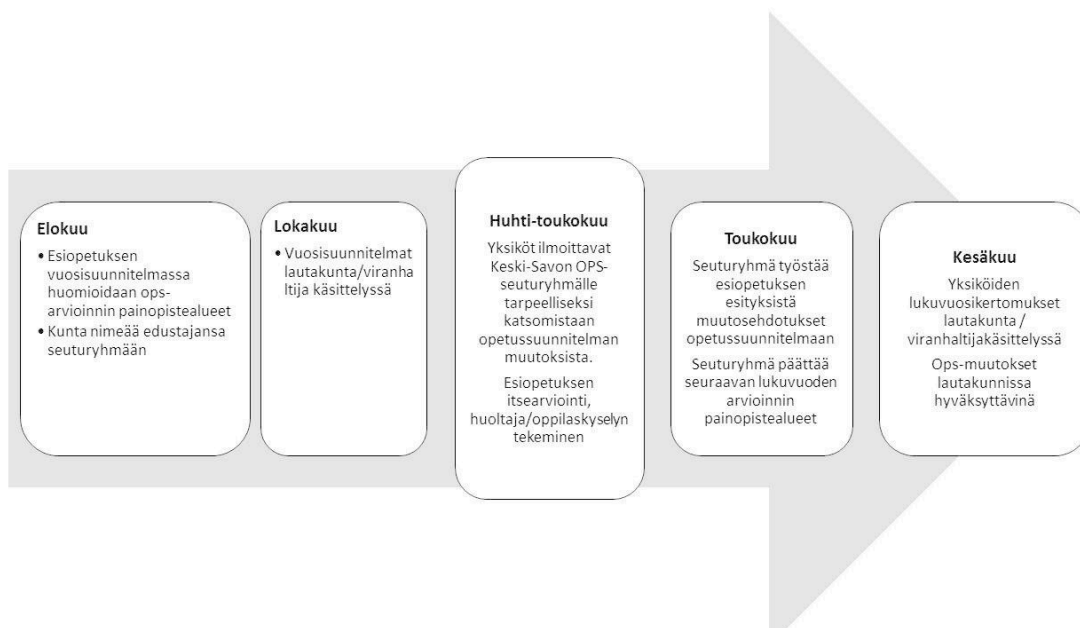 Elokuu
• Esiopetuksen
vuosisuunnitelmassa
huomioidaan ops-
arvioinnin painopistealueet
• Kunta nimeää edustajansa
seuturyhmään
Lokakuu
• Vuosisuunnitelmat
lautakunta/viranha
ltija käsittelyssä
Huhti-toukokuu
Yksiköt ilmoittavat
Keski-Savon OPS-
seuturyhmälle
tarpeelliseksi
katsomistaan
opetussuunnitelman
muutoksista.
Esiopetuksen
itsearviointi,
huoltaja/oppilaskyselyn
tekeminen
Toukokuu
Seuturyhmä työstää
esiopetuksen
esityksistä
muutosehdotukset
opetussuunnitelmaan
Seuturyhmä päättää
seuraavan lukuvuoden
arvioinnin
painopistealueet
Kesäkuu
Yksiköiden
lukuvuosikertomukset
lautakunta /
viranhaltijakäsittelyssä
Ops-muutokset
lautakunnissa
hyväksyttävinä